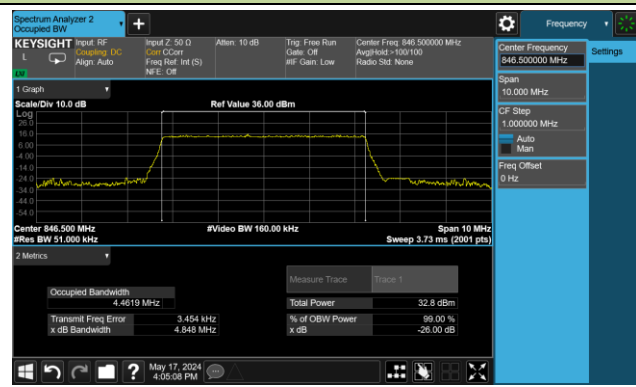 Spectrum Analyzer 2
Occupied BW
Frequency
KEYSIGHT
L
Input: RF
Coupling: DC
Align: Auto
Input Z: 50 Ω
Corr CCorr
Freq Ref: Int (S)
NFE: Off
Atten: 10 dB
Trig: Free Run
Gate: Off
#IF Gain: Low
Center Freq: 846.500000 MHz
Avg|Hold:>100/100
Radio Std: None
Center Frequency
846.500000 MHz
Settings
Span
10.000 MHz
CF Step
1.000000 MHz
Auto
Man
Freq Offset
0 Hz
1 Graph
Scale/Div 10.0 dB
Ref Value 36.00 dBm
Log
26.0
16.0
6.00
-4.00
-14.0
-24.0
-34.0
-44.0
-54.0
Center 846.500 MHz
#Video BW 160.00 kHz
Span 10 MHz
#Res BW 51.000 kHz
Sweep 3.73 ms (2001 pts)
2 Metrics
Measure Trace
Trace 1
Occupied Bandwidth
4.4619 MHz
Total Power
32.8 dBm
Transmit Freq Error
3.454 kHz
% of OBW Power
99.00 %
x dB Bandwidth
4.848 MHz
x dB
-26.00 dB
May 17, 2024
4:05:08 PM